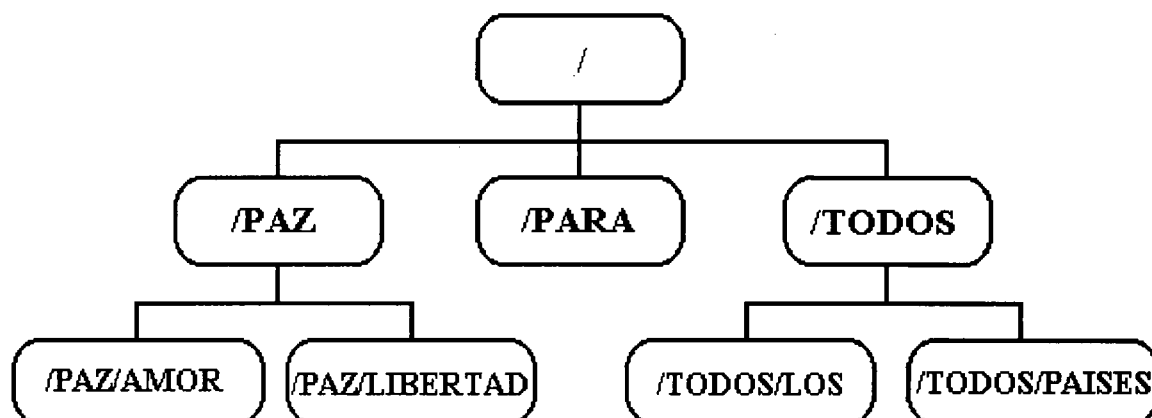 /
/PAZ
/PARA
/TODOS
/PAZ/AMOR
/PAZ/LIBERTAD
/TODOS/LOS
/TODOS/PAISES